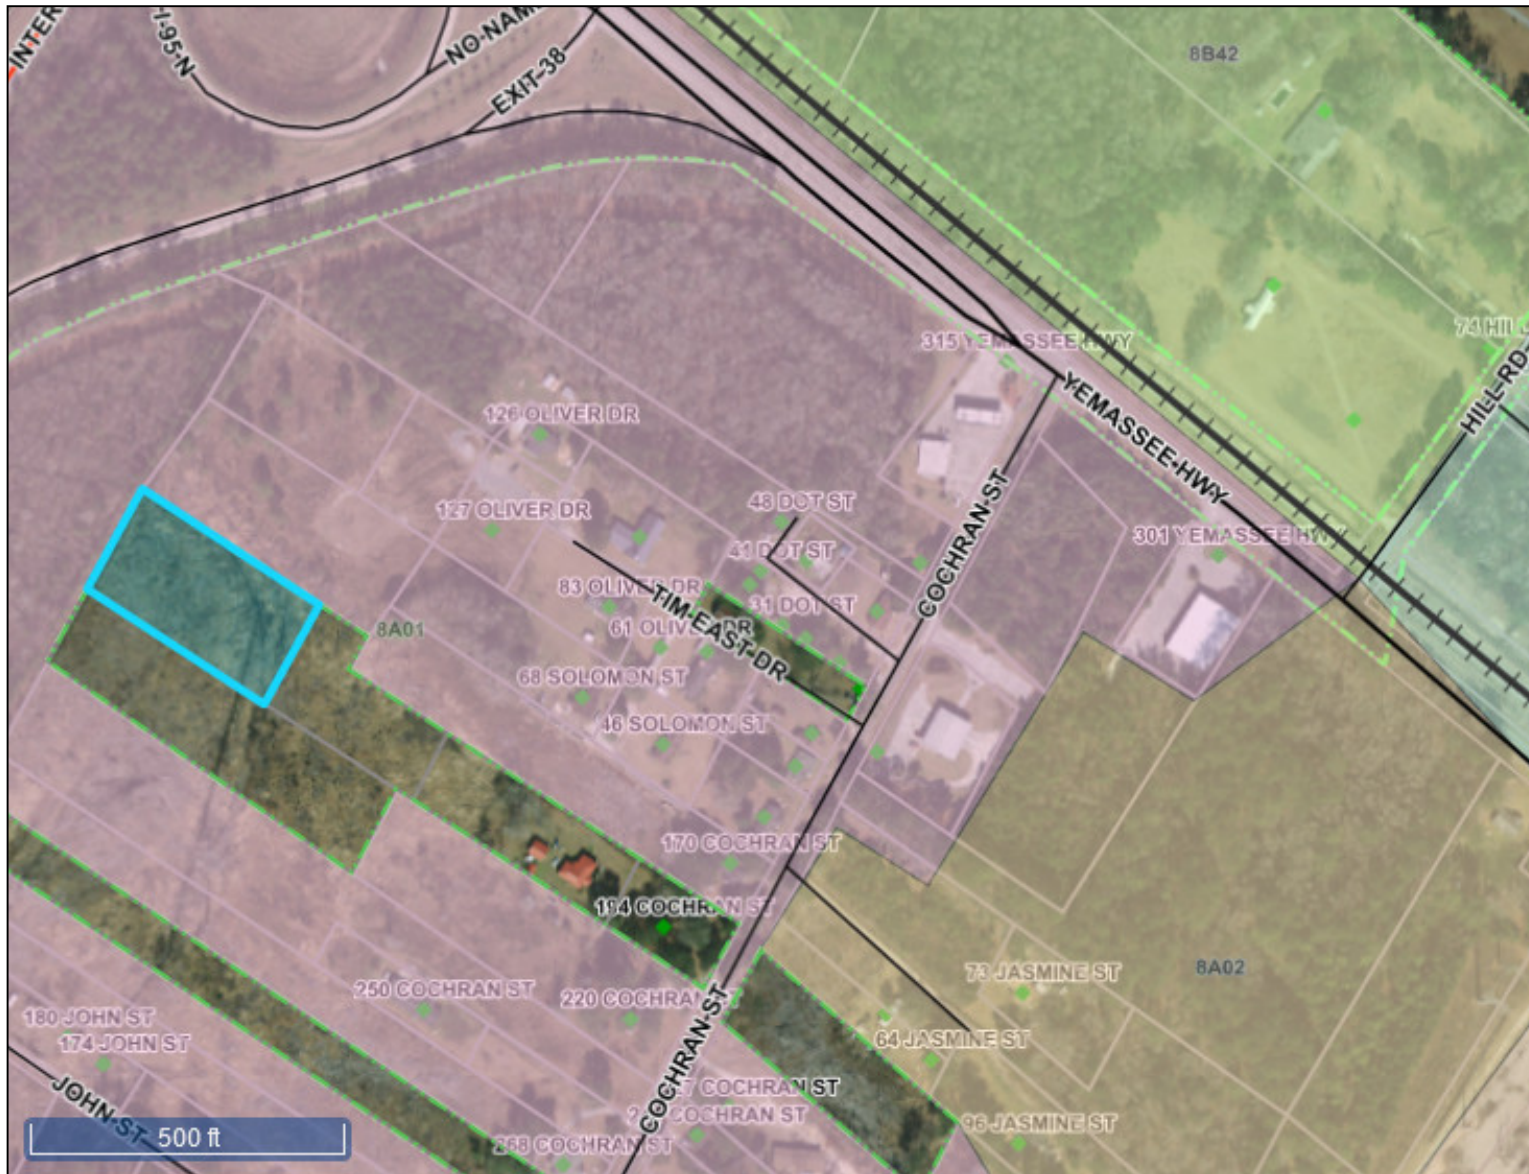 INTER
I-95-N
NO-NAME
EXIT-38
8B42
315 YEMASSEE HWY
74 HILL
HILL-RD
YEMASSEE-HWY
126 OLIVER DR
127 OLIVER DR
48 DOT ST
41 DOT ST
COCHRAN-ST
301 YEMASSEE HWY
83 OLIVER DR
31 DOT ST
TIM-EAST-DR
8A01
61 OLIVER DR
68 SOLOMON ST
46 SOLOMON ST
170 COCHRAN ST
194 COCHRAN ST
8A02
73 JASMINE ST
250 COCHRAN ST
220 COCHRAN ST
180 JOHN ST
174 JOHN ST
64 JASMINE ST
COCHRAN-ST
COCHRAN ST
COCHRAN ST
96 JASMINE ST
JOHN-ST
500 ft
268 COCHRAN ST